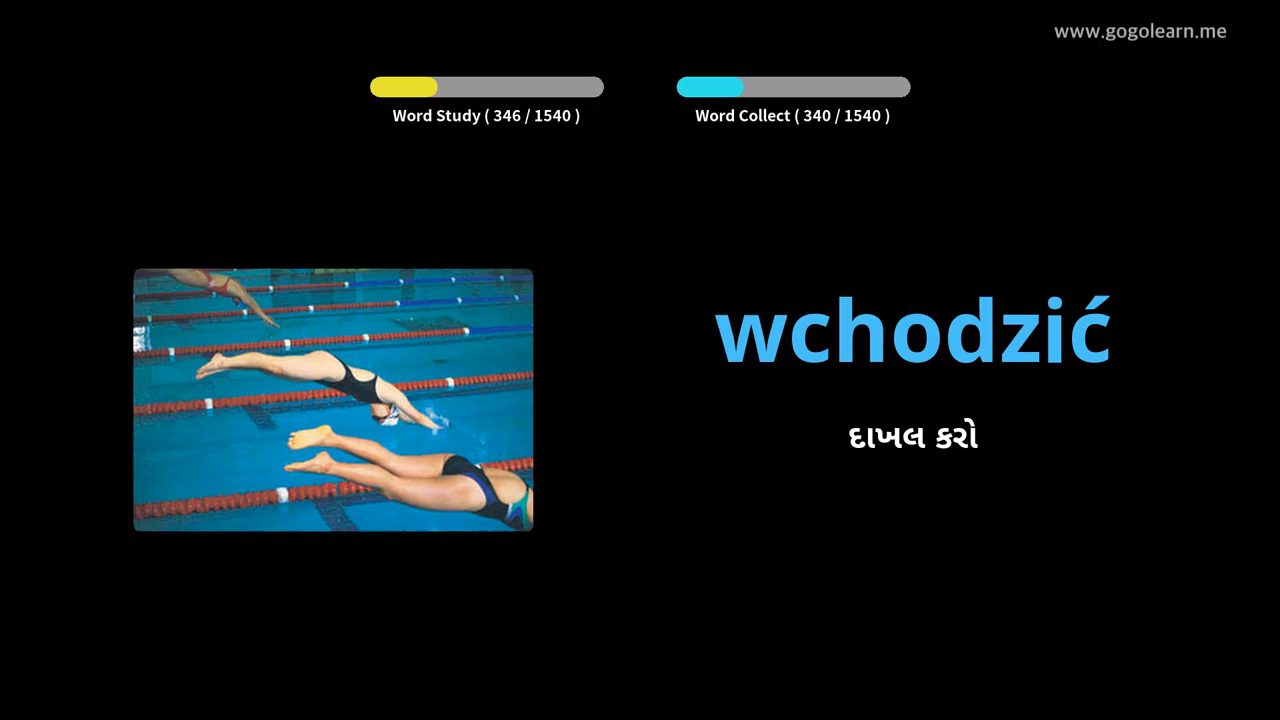 www.gogolearn.me
Word Study ( 346 / 1540 )
Word Collect ( 340 / 1540 )
wchodzić
દાખલ કરો